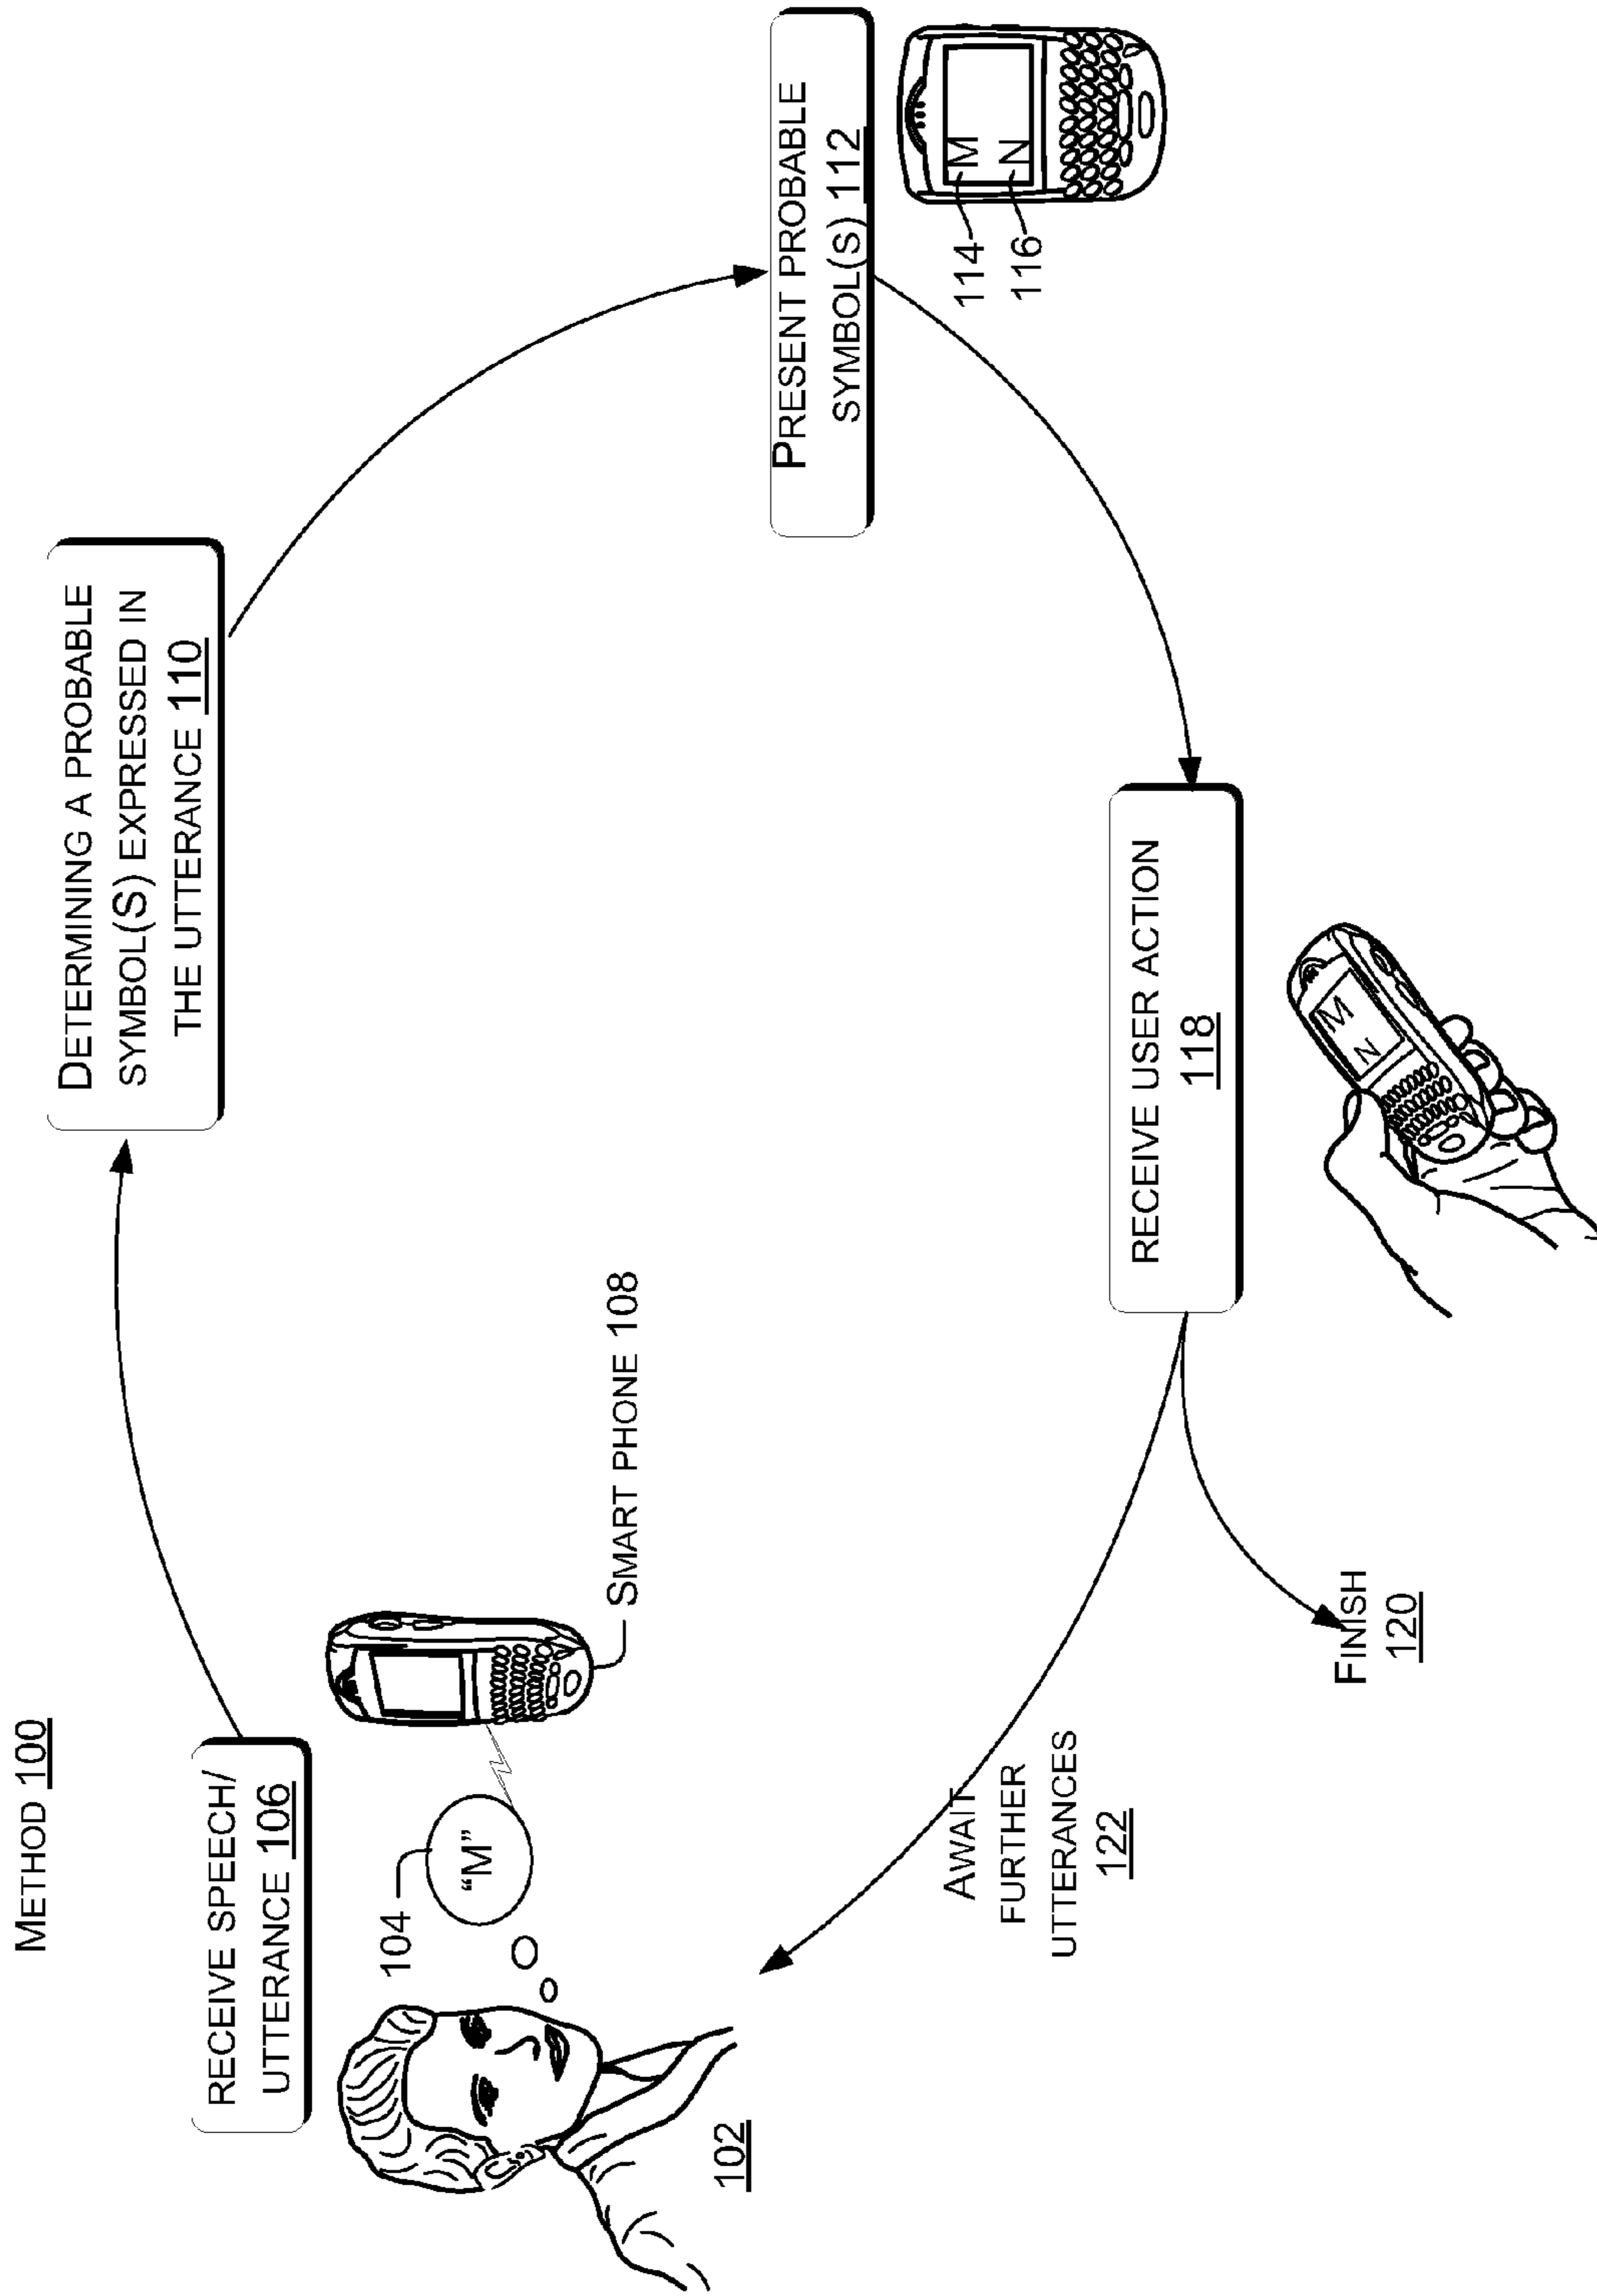 METHOD 100
RECEIVE SPEECH/
UTTERANCE 106
104
"M"
SMART PHONE 108
102
DETERMINING A PROBABLE
SYMBOL(S) EXPRESSED IN
THE UTTERANCE 110
PRESENT PROBABLE
SYMBOL(S) 112
114
M
116
N
RECEIVE USER ACTION
118
M
N
AWAIT
FURTHER
UTTERANCES
122
FINISH
120